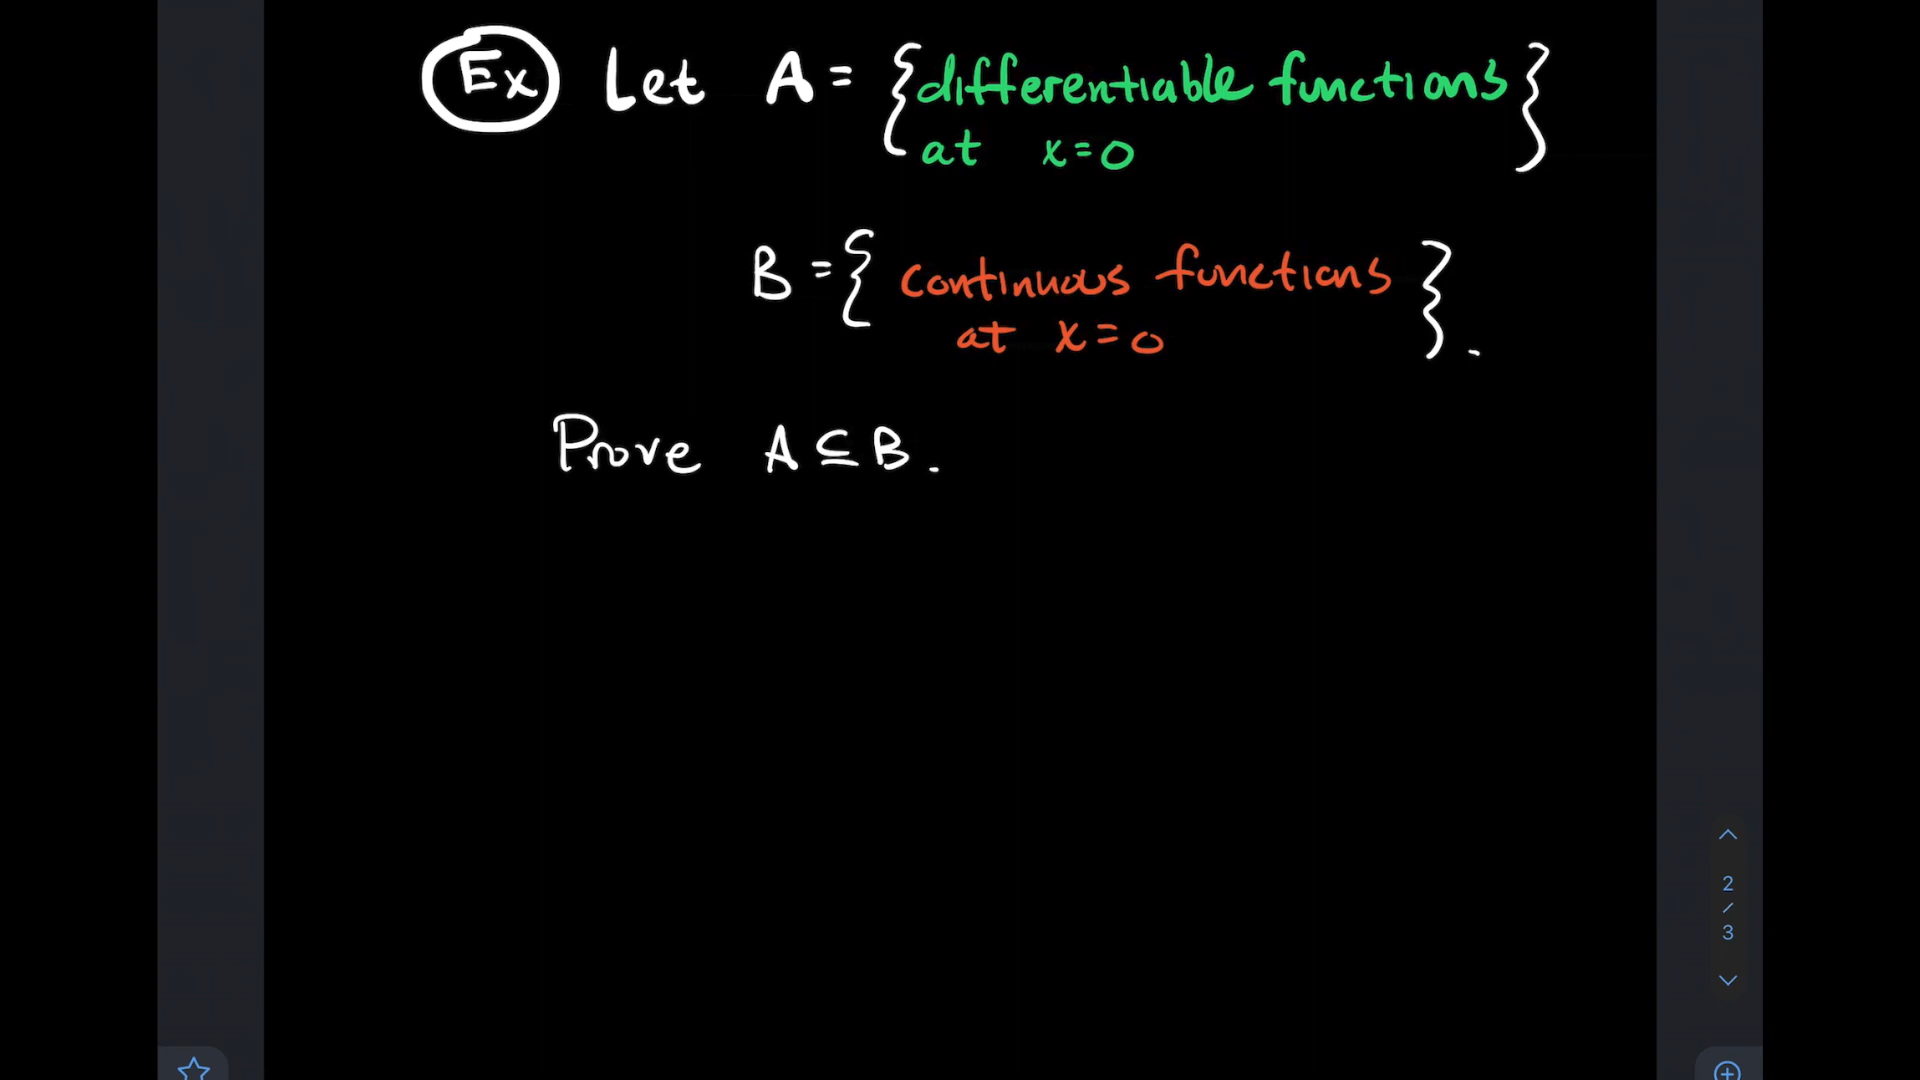 Ex Let A = {differentiable functions
at x=0}
B = { continuous functions
at x=0 }.
Prove A ⊆ B.
2
/
3